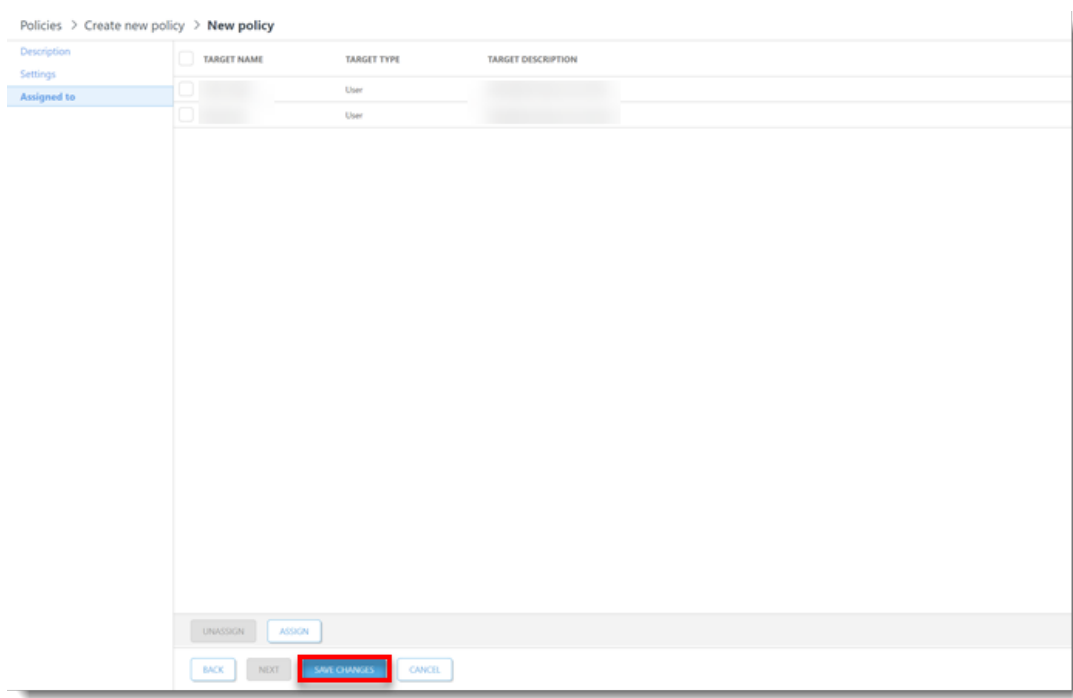 Policies > Create new policy > New policy
Description
Settings
Assigned to
TARGET NAME TARGET TYPE TARGET DESCRIPTION
User
User
UNASSIGN ASSIGN
BACK NEXT SAVE CHANGES CANCEL